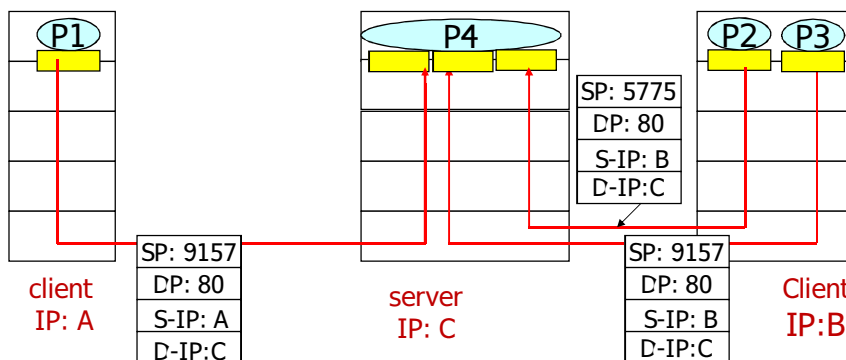 P1
P4
P2
P3
SP: 5775
DP: 80
S-IP: B
D-IP:C
SP: 9157
DP: 80
S-IP: A
D-IP:C
SP: 9157
DP: 80
S-IP: B
D-IP:C
client
IP: A
server
IP: C
Client
IP:B